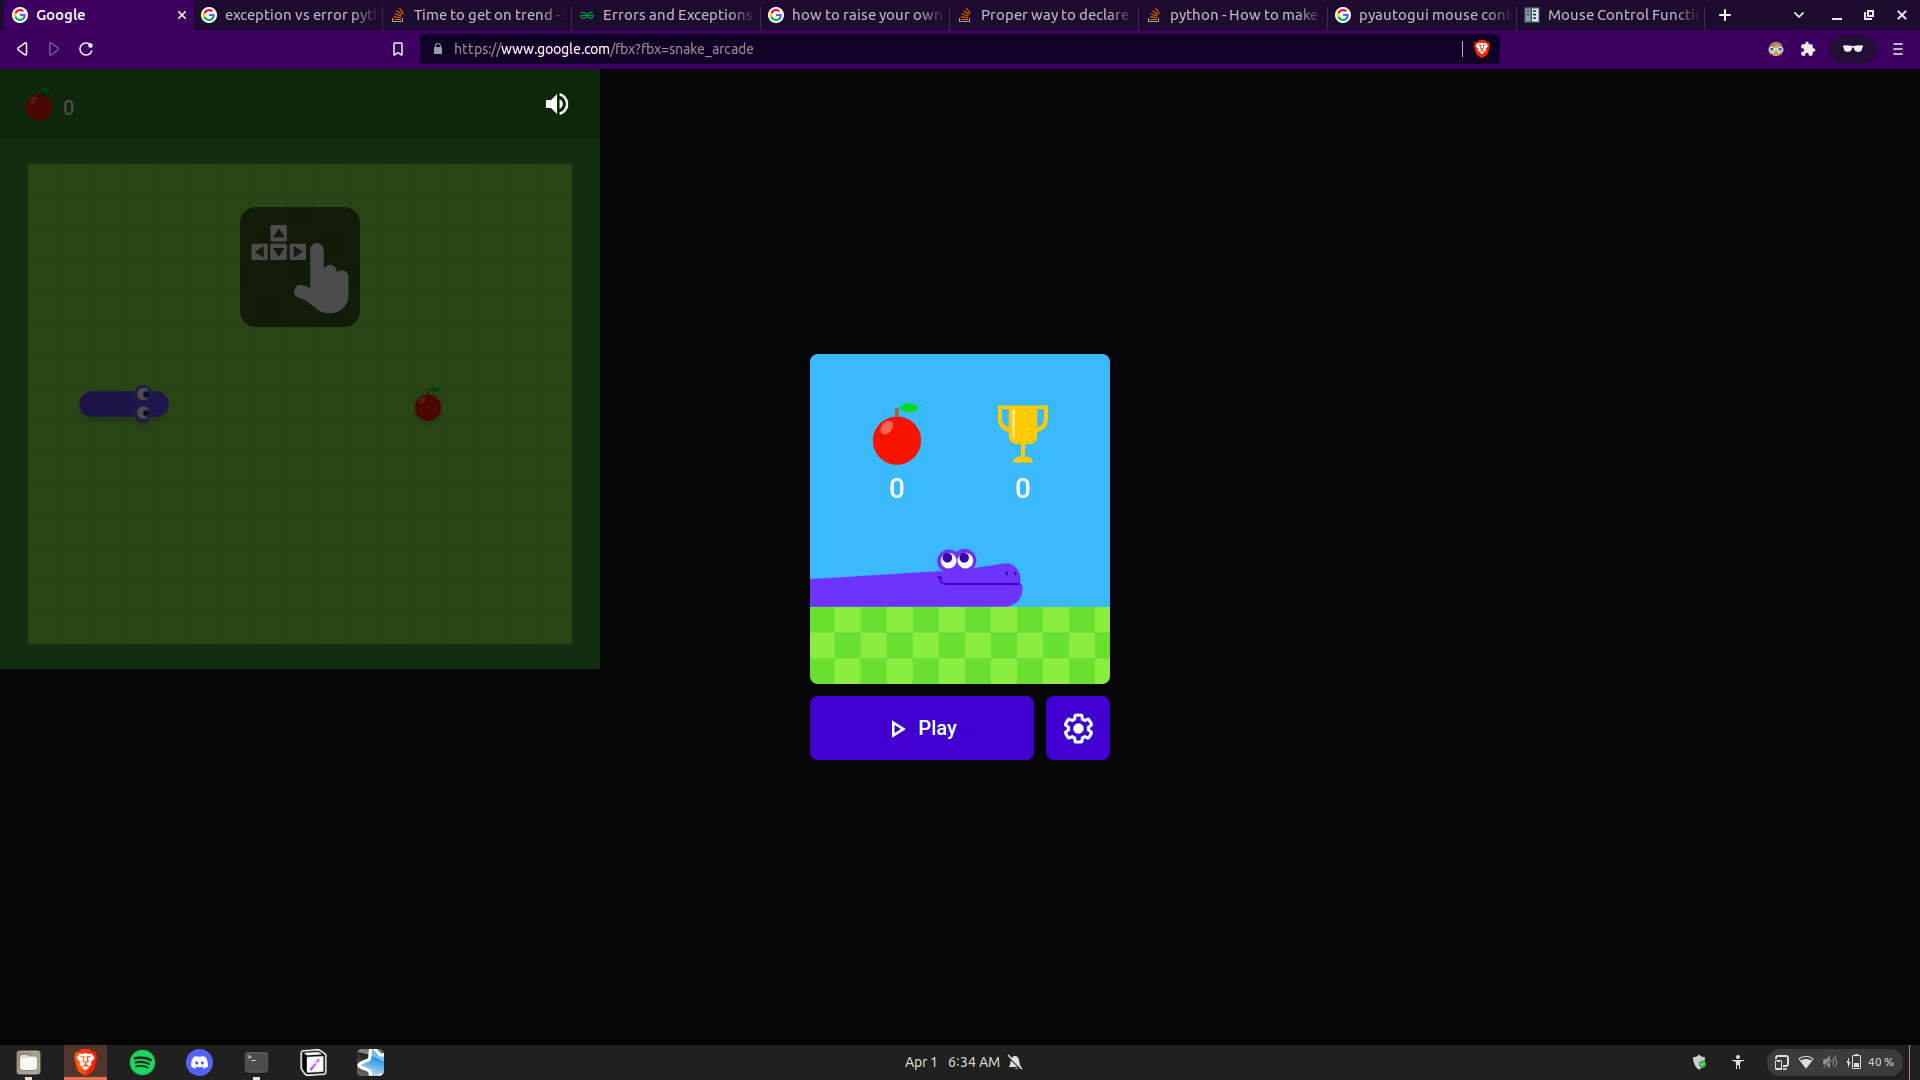 Google
exception vs error pyt
Time to get on trend - S
Errors and Exceptions
how to raise your own
Proper way to declare
python - How to make
pyautogui mouse cont
Mouse Control Functi
https://www.google.com/fbx?fbx=snake_arcade
0
0
0
Play
Apr 1 6:34 AM
40 %